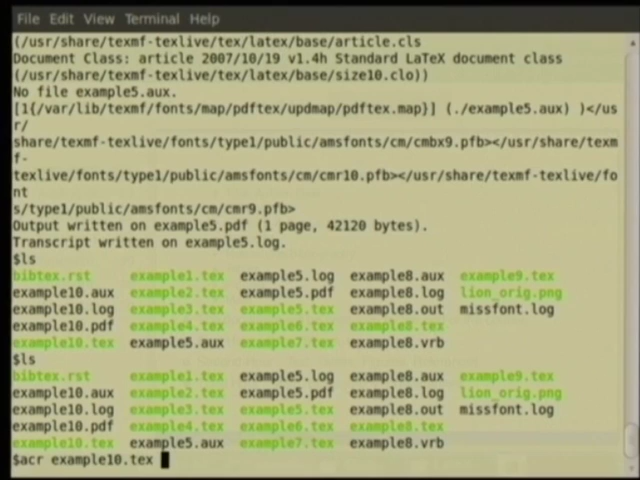 File Edit View Terminal Help
(/usr/share/texmf-texlive/tex/latex/base/article.cls
Document Class: article 2007/10/19 v1.4h Standard LaTeX document class
(/usr/share/texmf-texlive/tex/latex/base/size10.clo))
No file example5.aux.
[1{/var/lib/texmf/fonts/map/pdftex/updmap/pdftex.map}] (./example5.aux) )</us
r/
share/texmf-texlive/fonts/type1/public/amsfonts/cm/cmbx9.pfb></usr/share/texm
f-
texlive/fonts/type1/public/amsfonts/cm/cmr10.pfb></usr/share/texmf-texlive/fo
nt
s/type1/public/amsfonts/cm/cmr9.pfb>
Output written on example5.pdf (1 page, 42120 bytes).
Transcript written on example5.log.
$ls
bibtex.rst example1.tex example5.log example8.aux example9.tex
example10.aux example2.tex example5.pdf example8.log lion_orig.png
example10.log example3.tex example5.tex example8.out missfont.log
example10.pdf example4.tex example6.tex example8.tex
example10.tex example5.aux example7.tex example8.vrb
$ls
bibtex.rst example1.tex example5.log example8.aux example9.tex
example10.aux example2.tex example5.pdf example8.log lion_orig.png
example10.log example3.tex example5.tex example8.out missfont.log
example10.pdf example4.tex example6.tex example8.tex
example10.tex example5.aux example7.tex example8.vrb
$acr example10.tex